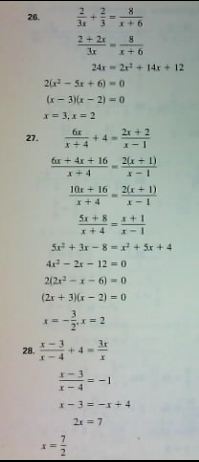 26. 2/3x + 2/3 = 8/(x + 6)
(2 + 2x)/3x = 8/(x + 6)
24x = 2x² + 14x + 12
2(x² − 5x + 6) = 0
(x − 3)(x − 2) = 0
x = 3, x = 2
27. 6x/(x + 4) + 4 = (2x + 2)/(x − 1)
(6x + 4x + 16)/(x + 4) = 2(x + 1)/(x − 1)
(10x + 16)/(x + 4) = 2(x + 1)/(x − 1)
(5x + 8)/(x + 4) = (x + 1)/(x − 1)
5x² + 3x − 8 = x² + 5x + 4
4x² − 2x − 12 = 0
2(2x² − x − 6) = 0
(2x + 3)(x − 2) = 0
x = −3/2, x = 2
28. (x − 3)/(x − 4) + 4 = 3x/x
(x − 3)/(x − 4) = −1
x − 3 = −x + 4
2x = 7
x = 7/2